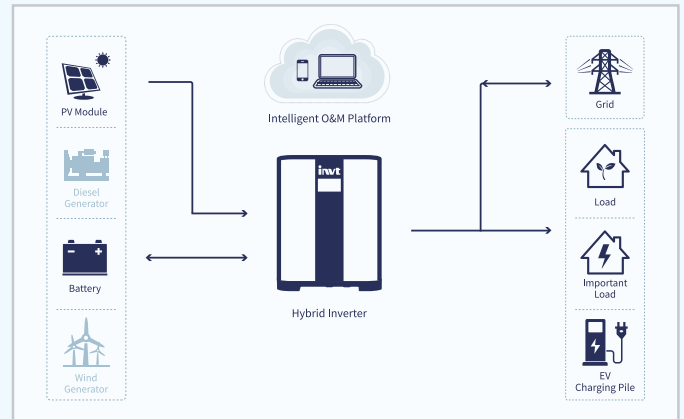 PV Module
Diesel
Generator
Battery
Wind
Generator
Intelligent O&M Platform
invt
Hybrid Inverter
Grid
Load
Important
Load
EV
Charging Pile